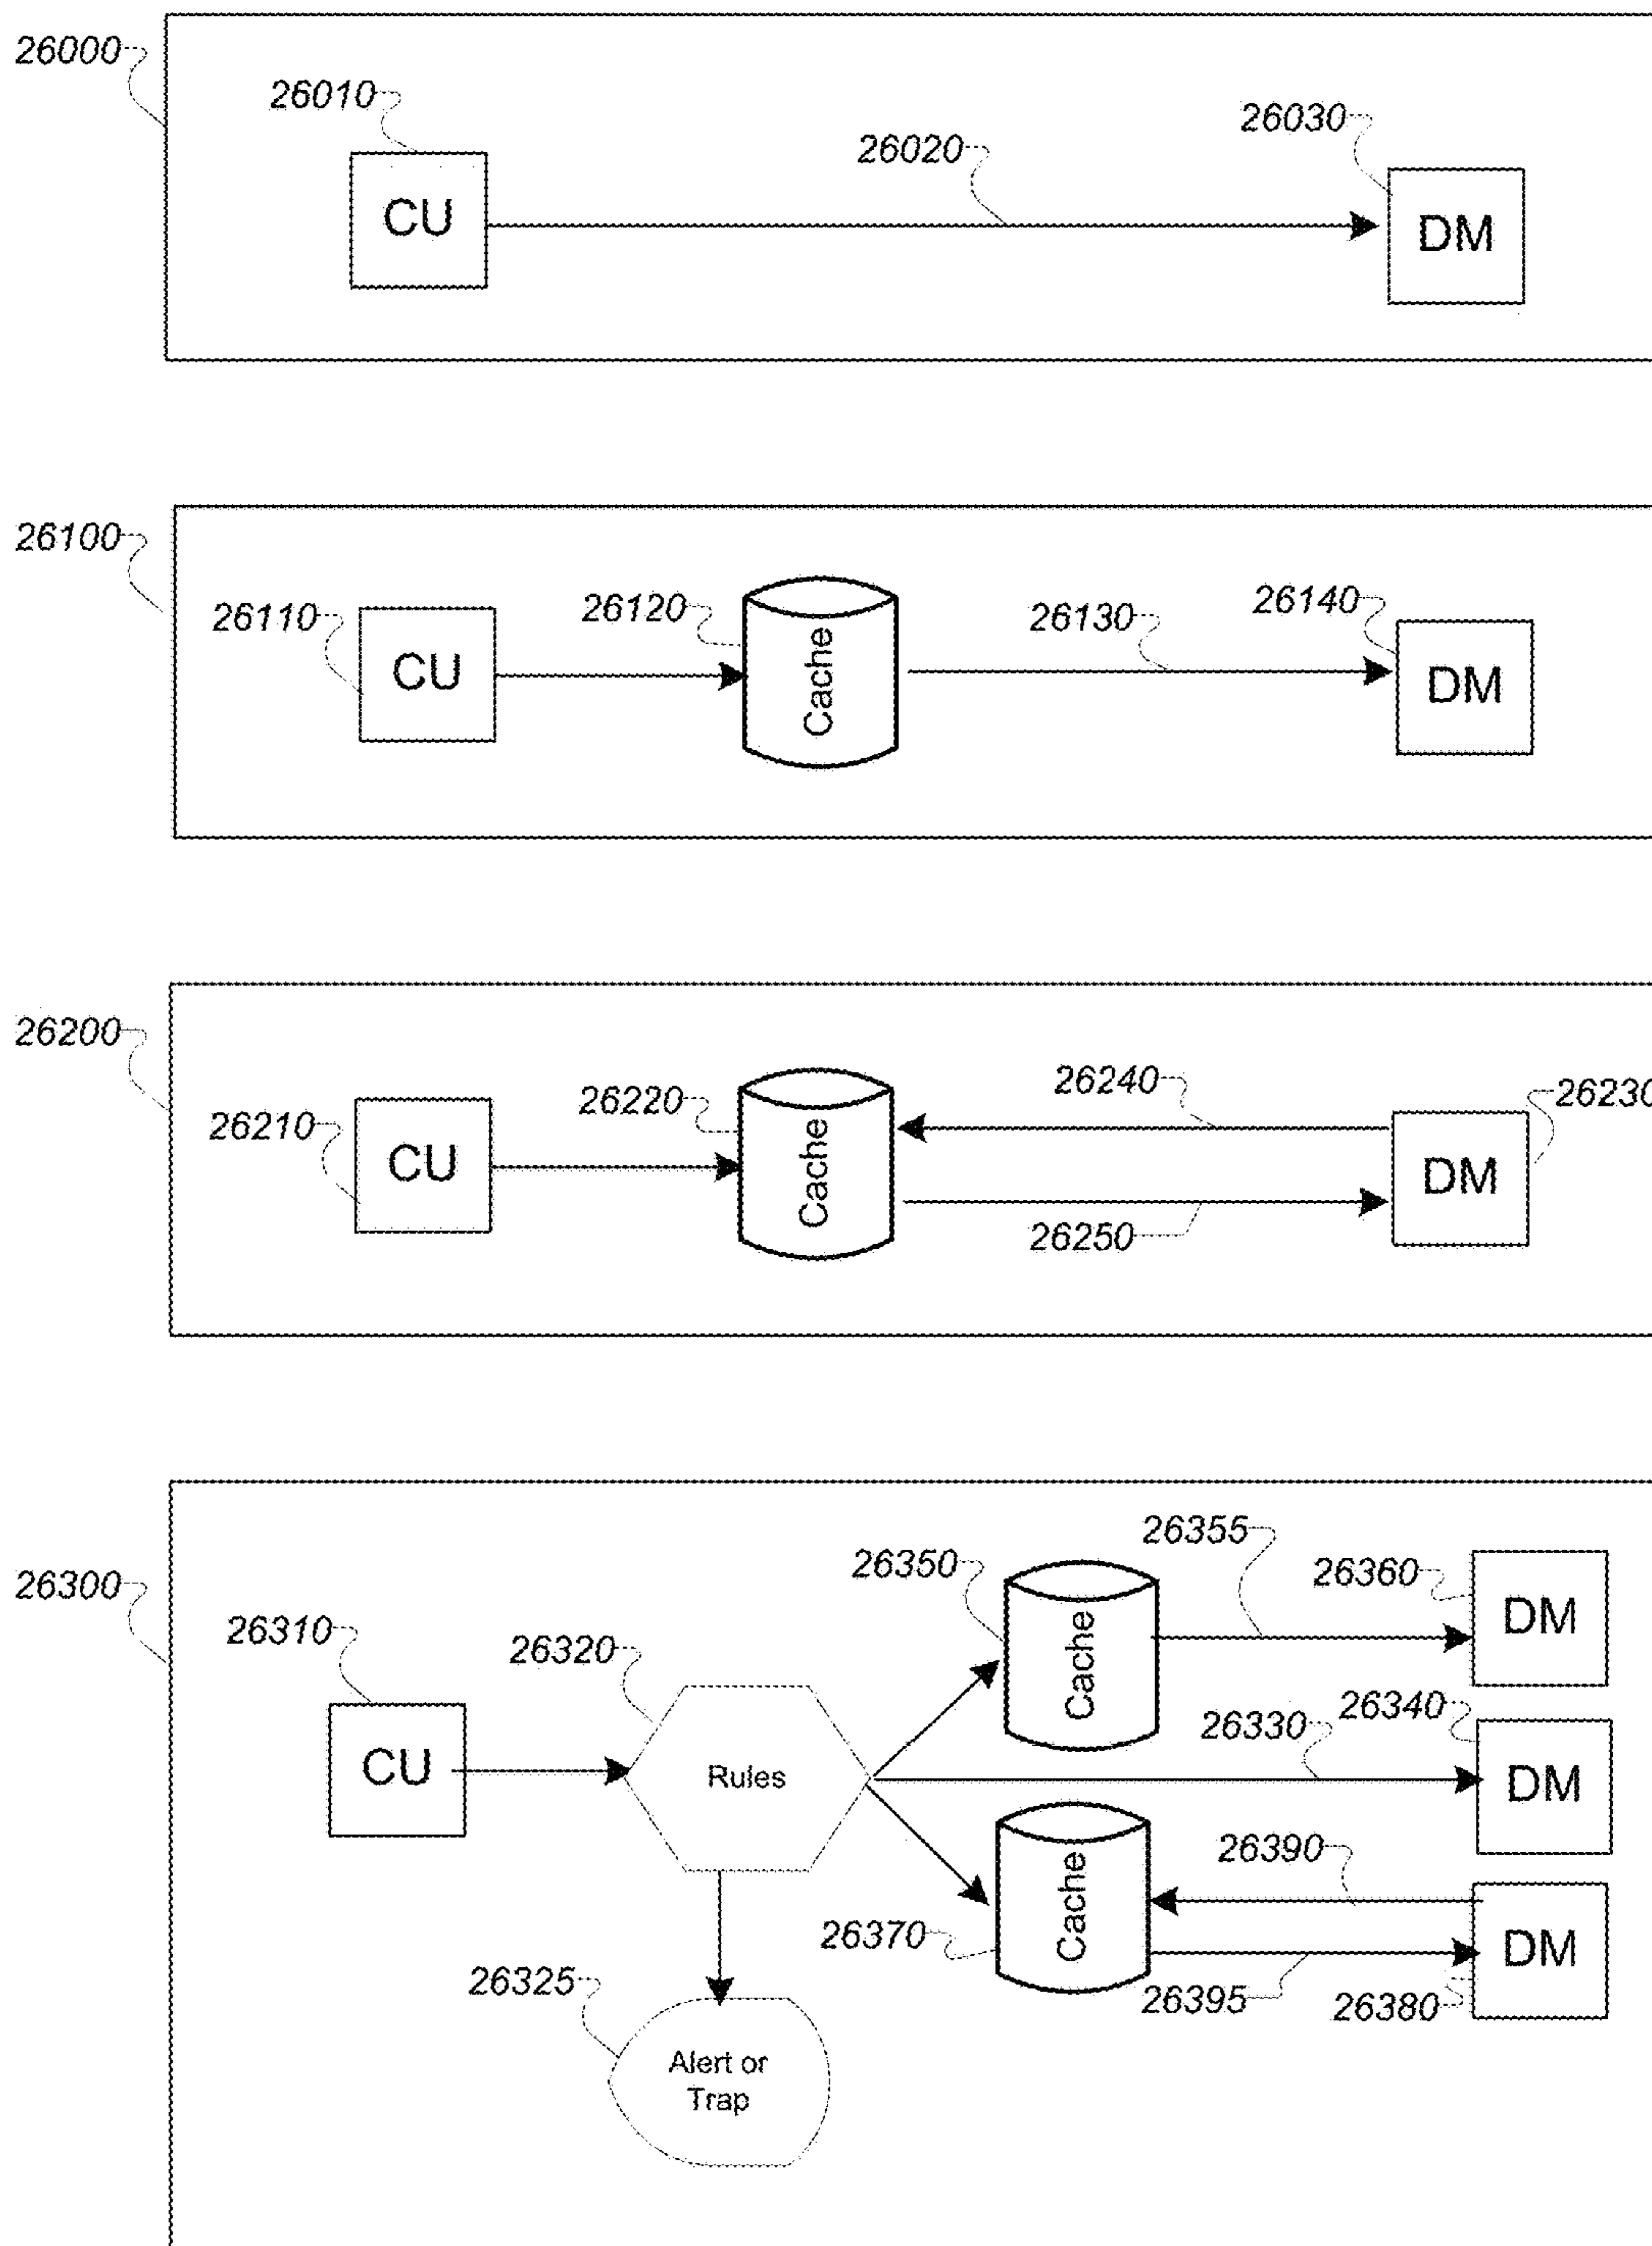 26000
26010
26020
26030
CU
DM
26100
26110
26120
26130
26140
CU
Cache
DM
26200
26210
26220
26240
26230
CU
Cache
DM
26250
26300
26310
26320
26350
26355
26360
DM
Cache
CU
Rules
26330
26340
DM
26390
Cache
26370
26395
26380
DM
26325
Alert or
Trap